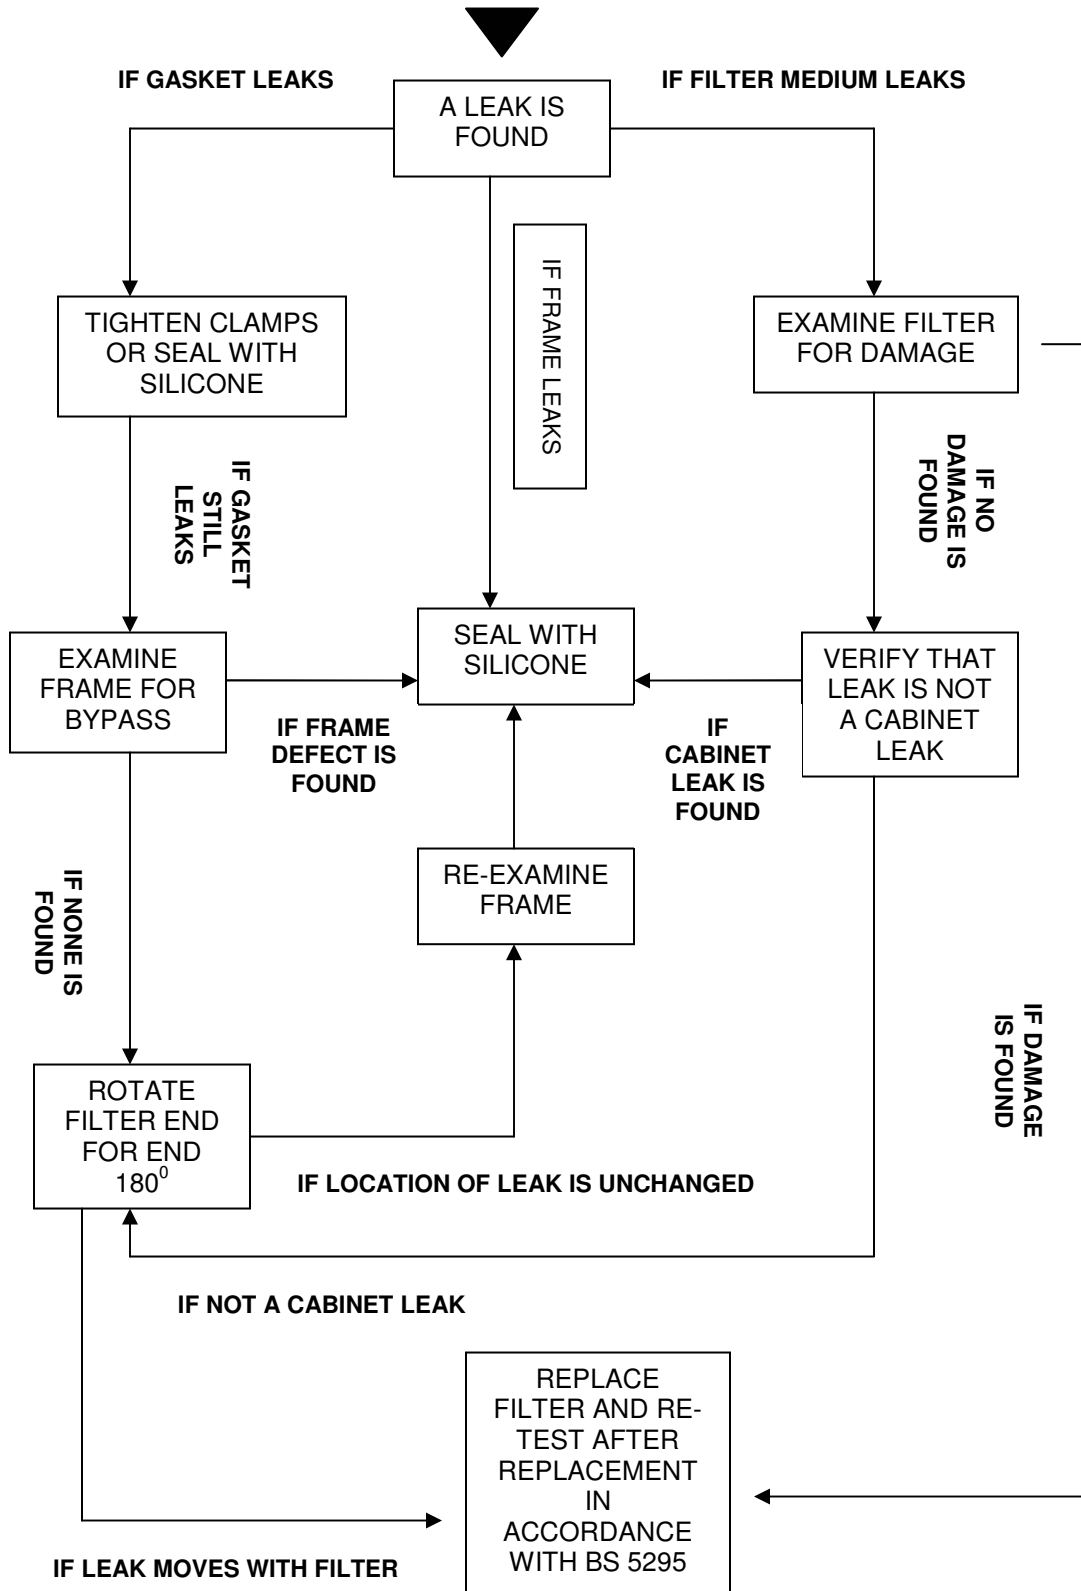 IF GASKET LEAKS
A LEAK IS
FOUND
IF FILTER MEDIUM LEAKS
IF FRAME LEAKS
TIGHTEN CLAMPS
OR SEAL WITH
SILICONE
EXAMINE FILTER
FOR DAMAGE
IF GASKET
STILL
LEAKS
IF NO
DAMAGE IS
FOUND
EXAMINE
FRAME FOR
BYPASS
SEAL WITH
SILICONE
VERIFY THAT
LEAK IS NOT
A CABINET
LEAK
IF FRAME
DEFECT IS
FOUND
IF
CABINET
LEAK IS
FOUND
RE-EXAMINE
FRAME
IF NONE IS
FOUND
IF DAMAGE
IS FOUND
ROTATE
FILTER END
FOR END
180⁰
IF LOCATION OF LEAK IS UNCHANGED
IF NOT A CABINET LEAK
REPLACE
FILTER AND RE-
TEST AFTER
REPLACEMENT
IN
ACCORDANCE
WITH BS 5295
IF LEAK MOVES WITH FILTER